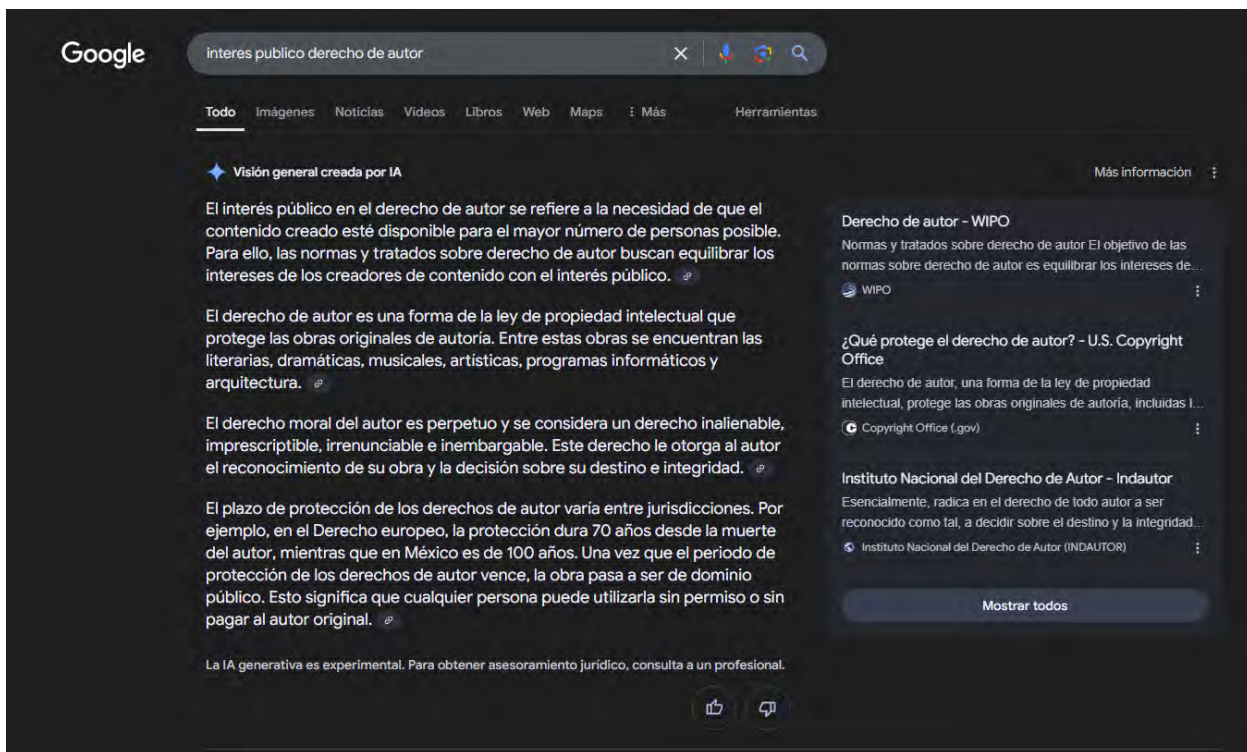 Google
interes publico derecho de autor
Todo Imágenes Noticias Vídeos Libros Web Maps Más Herramientas
Visión general creada por IA
Más información
El interés público en el derecho de autor se refiere a la necesidad de que el
contenido creado esté disponible para el mayor número de personas posible.
Para ello, las normas y tratados sobre derecho de autor buscan equilibrar los
intereses de los creadores de contenido con el interés público.
El derecho de autor es una forma de la ley de propiedad intelectual que
protege las obras originales de autoría. Entre estas obras se encuentran las
literarias, dramáticas, musicales, artísticas, programas informáticos y
arquitectura.
El derecho moral del autor es perpetuo y se considera un derecho inalienable,
imprescriptible, irrenunciable e inembargable. Este derecho le otorga al autor
el reconocimiento de su obra y la decisión sobre su destino e integridad.
El plazo de protección de los derechos de autor varía entre jurisdicciones. Por
ejemplo, en el Derecho europeo, la protección dura 70 años desde la muerte
del autor, mientras que en México es de 100 años. Una vez que el periodo de
protección de los derechos de autor vence, la obra pasa a ser de dominio
público. Esto significa que cualquier persona puede utilizarla sin permiso o sin
pagar al autor original.
La IA generativa es experimental. Para obtener asesoramiento jurídico, consulta a un profesional.
Derecho de autor - WIPO
Normas y tratados sobre derecho de autor El objetivo de las
normas sobre derecho de autor es equilibrar los intereses de...
WIPO
¿Qué protege el derecho de autor? - U.S. Copyright
Office
El derecho de autor, una forma de la ley de propiedad
intelectual, protege las obras originales de autoría, incluidas l...
Copyright Office (.gov)
Instituto Nacional del Derecho de Autor - Indautor
Esencialmente, radica en el derecho de todo autor a ser
reconocido como tal, a decidir sobre el destino y la integridad...
Instituto Nacional del Derecho de Autor (INDAUTOR)
Mostrar todos